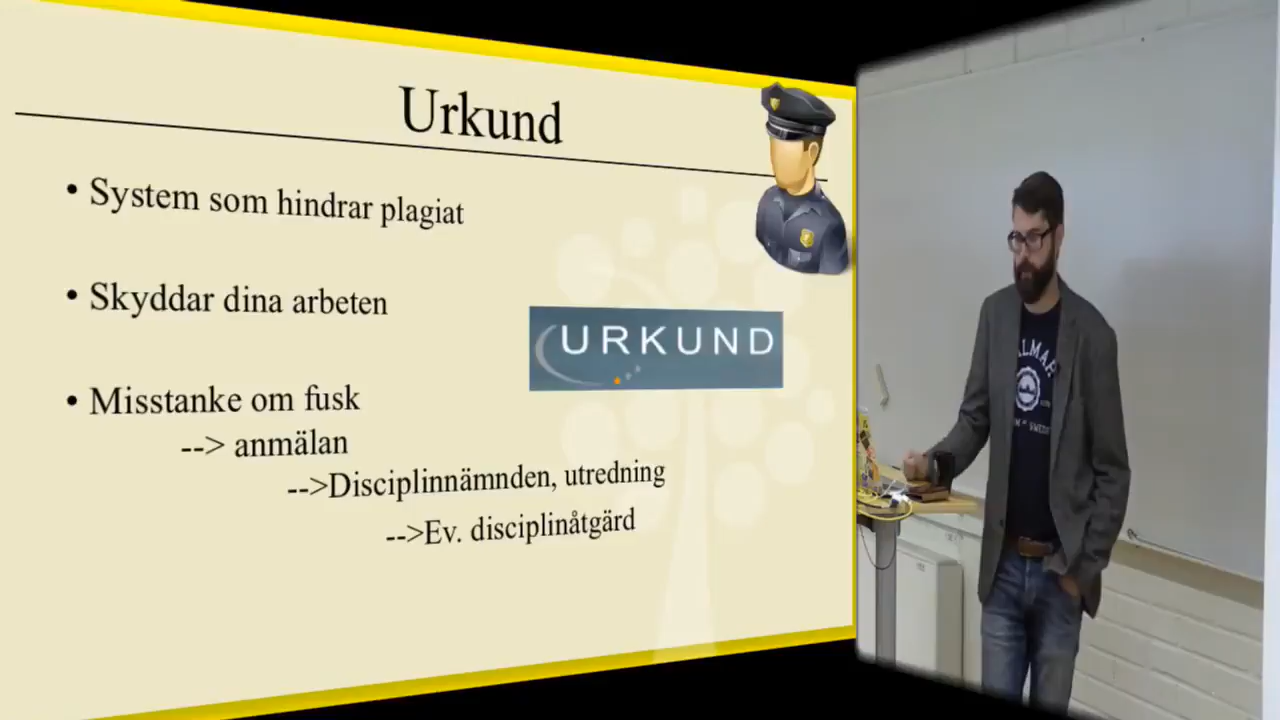 Urkund
• System som hindrar plagiat
• Skyddar dina arbeten
URKUND
• Misstanke om fusk
--> anmälan
-->Disciplinnämnden, utredning
-->Ev. disciplinåtgärd